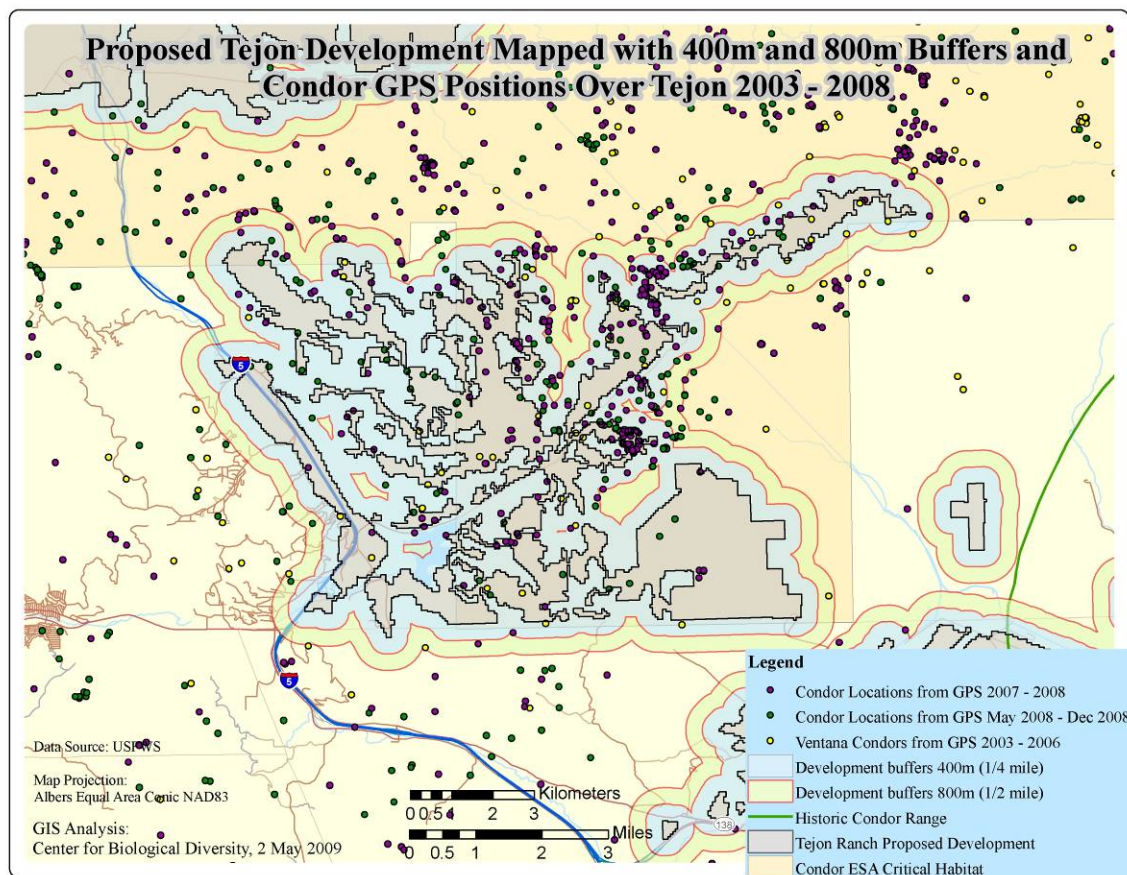 Proposed Tejon Development Mapped with 400m and 800m Buffers and
Condor GPS Positions Over Tejon 2003 - 2008
5
5
138
Data Source: USFWS
Map Projection:
Albers Equal Area Conic NAD83
GIS Analysis:
Center for Biological Diversity, 2 May 2009
Kilometers
0 0.5 1 2 3
Miles
0 0.5 1 2 3
Legend
Condor Locations from GPS 2007 - 2008
Condor Locations from GPS May 2008 - Dec 2008
Ventana Condors from GPS 2003 - 2006
Development buffers 400m (1/4 mile)
Development buffers 800m (1/2 mile)
Historic Condor Range
Tejon Ranch Proposed Development
Condor ESA Critical Habitat